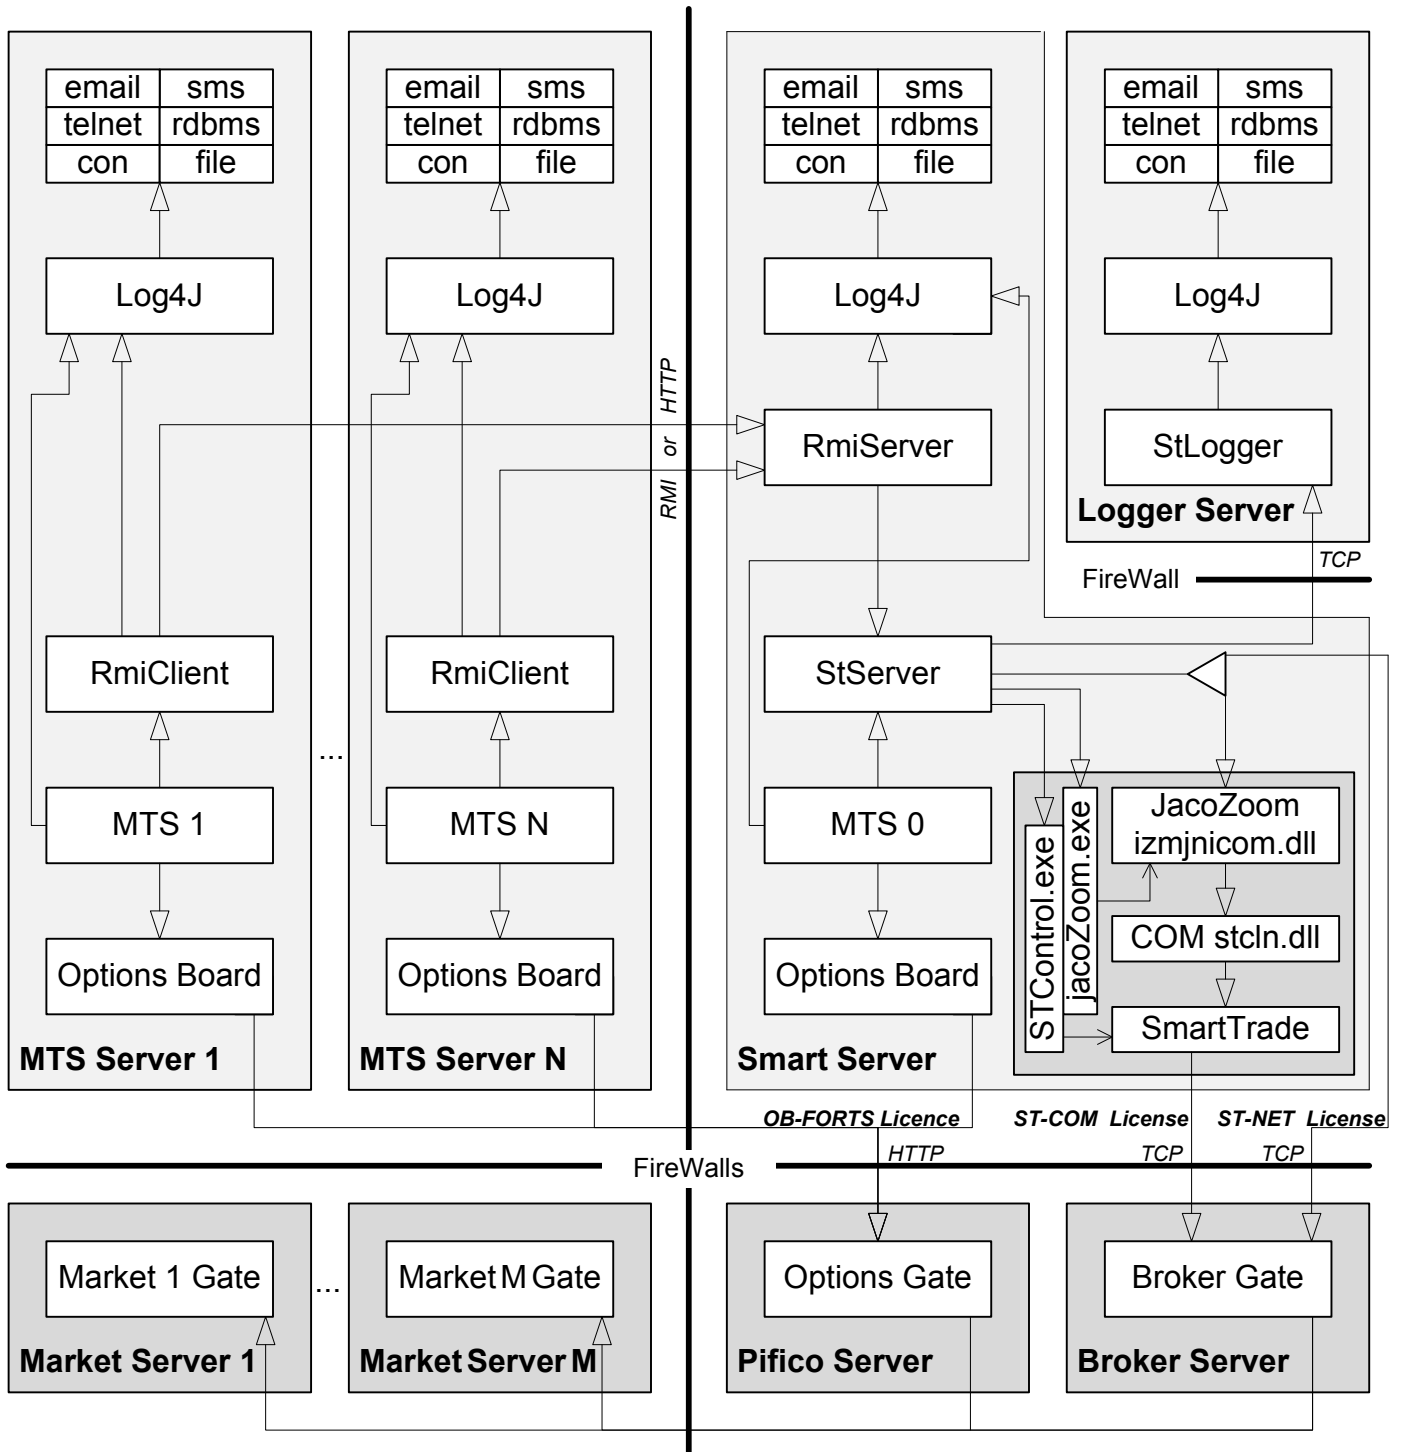 email sms
telnet rdbms
con file
Log4J
RmiClient
MTS 1
Options Board
MTS Server 1
...
email sms
telnet rdbms
con file
Log4J
RmiClient
MTS N
Options Board
MTS Server N
RMI or HTTP
email sms
telnet rdbms
con file
Log4J
RmiServer
StServer
MTS 0
Options Board
Smart Server
STControl.exe
jacoZoom.exe
JacoZoom
izmjnicom.dll
COM stcln.dll
SmartTrade
email sms
telnet rdbms
con file
Log4J
StLogger
Logger Server
TCP
FireWall
OB-FORTS Licence
HTTP
ST-COM License
TCP
ST-NET License
TCP
FireWalls
Market 1 Gate
Market Server 1
...
Market M Gate
Market Server M
Options Gate
Pifico Server
Broker Gate
Broker Server